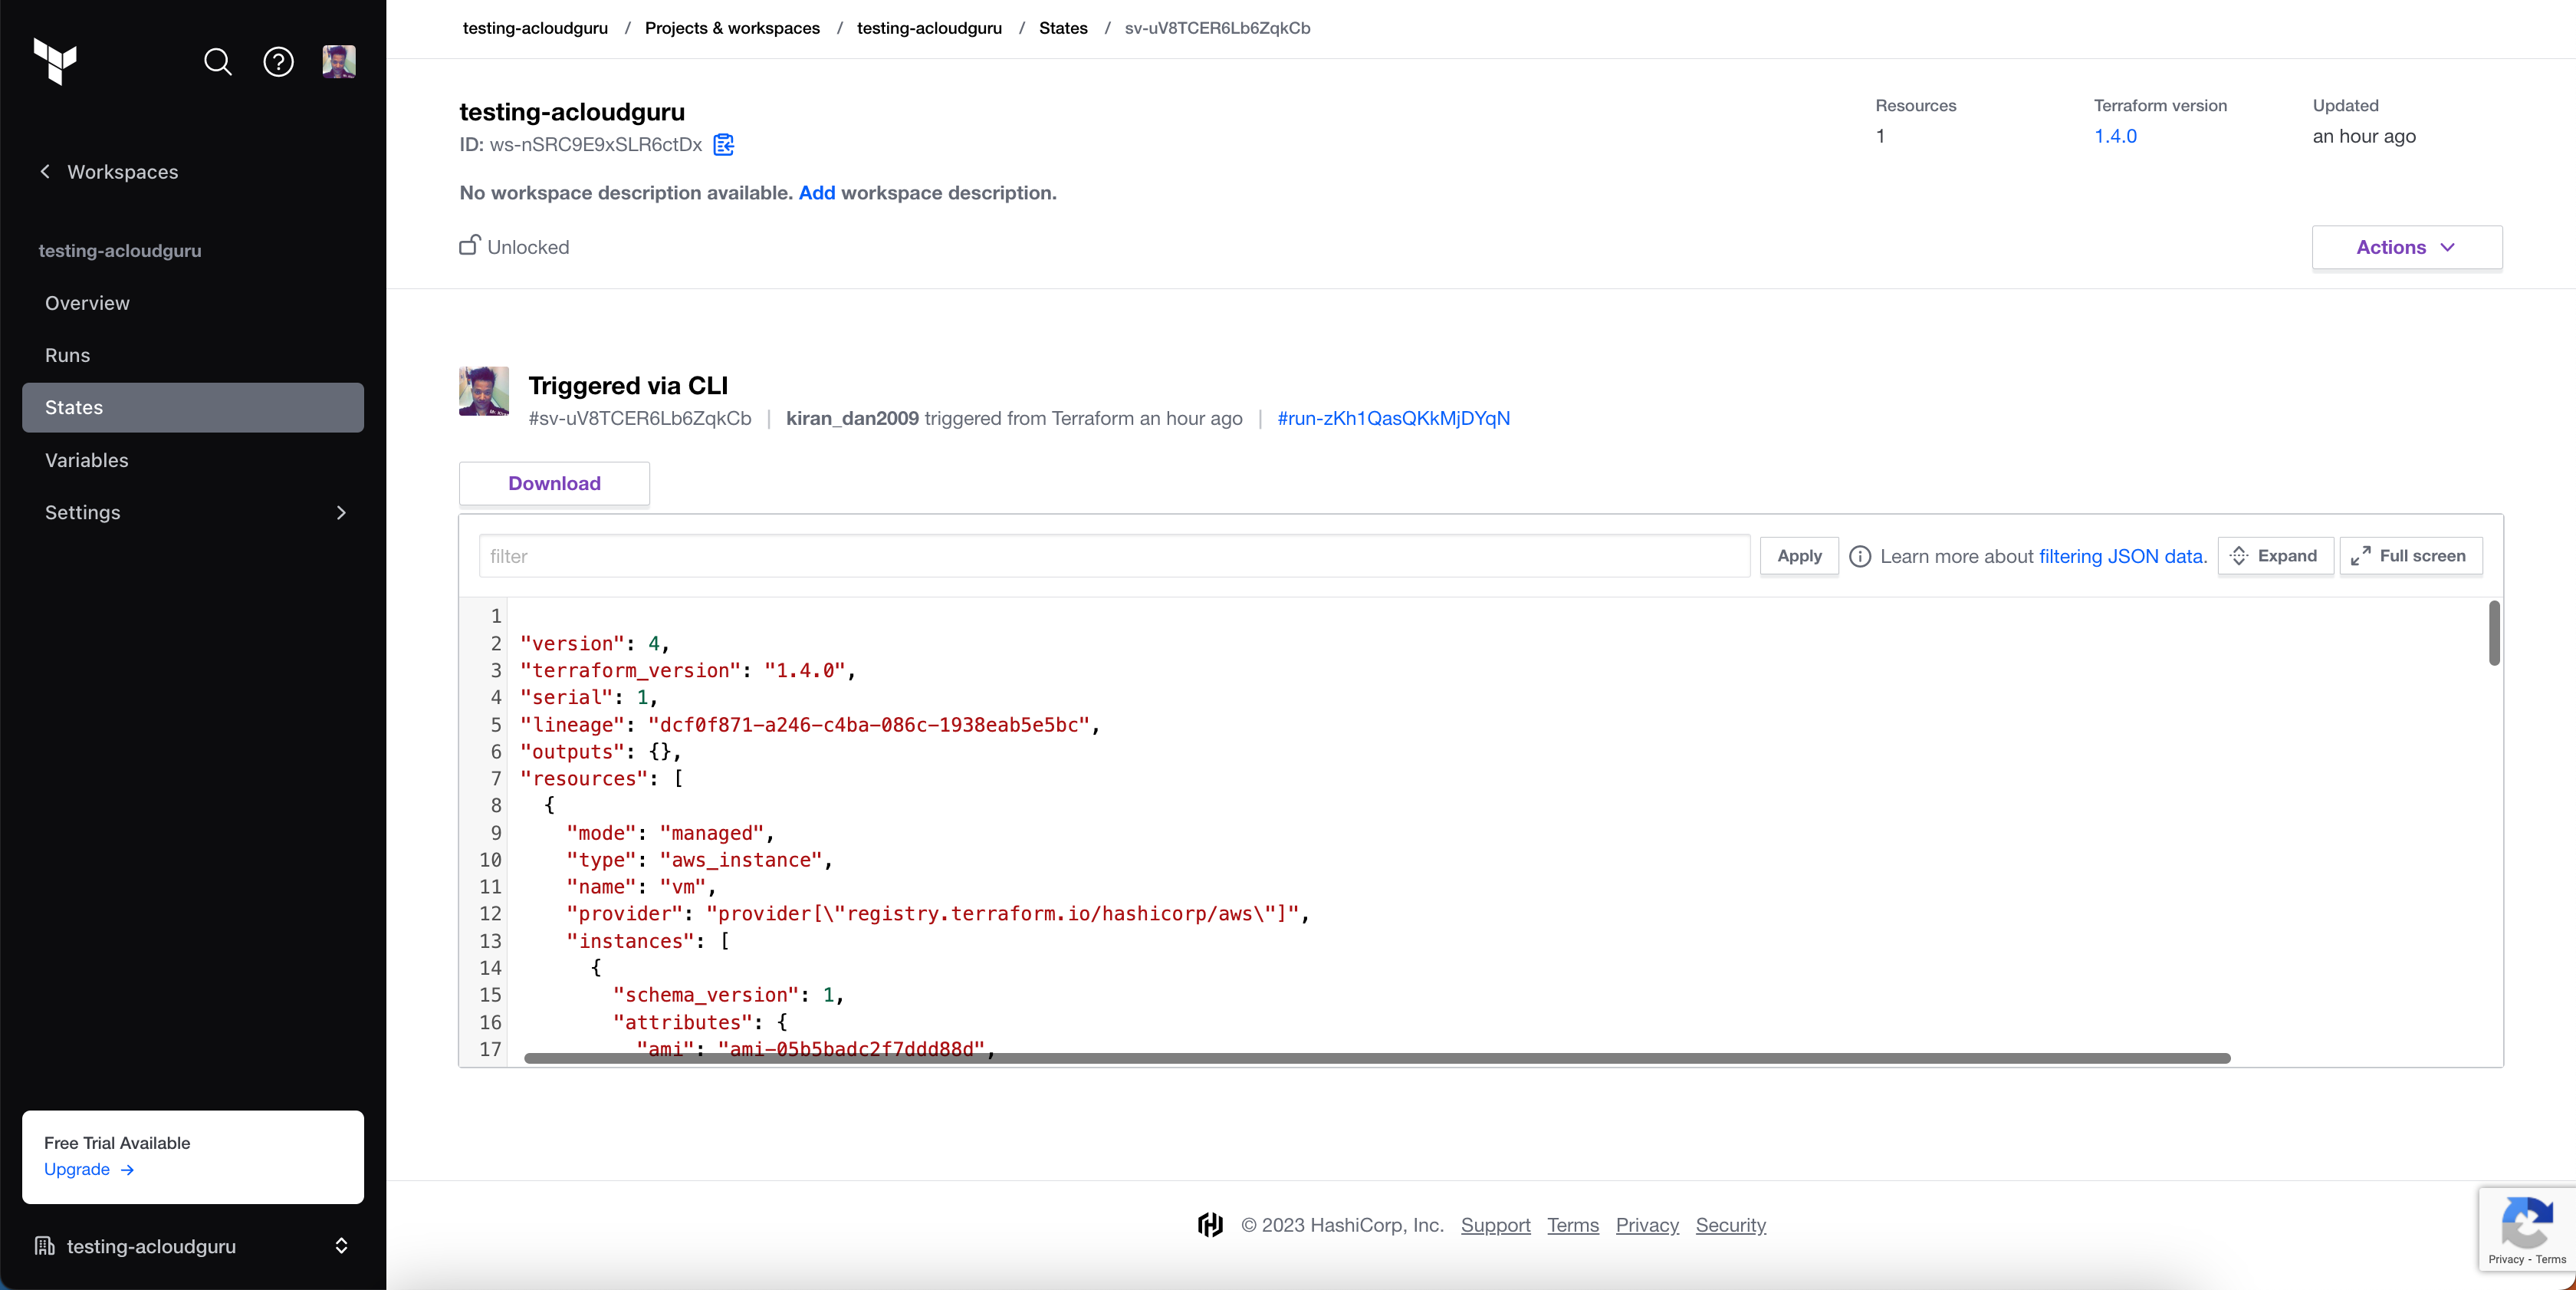 testing-acloudguru / Projects & workspaces / testing-acloudguru / States / sv-uV8TCER6Lb6ZqkCb
Workspaces
testing-acloudguru
Overview
Runs
States
Variables
Settings
Free Trial Available
Upgrade →
testing-acloudguru
testing-acloudguru
ID: ws-nSRC9E9xSLR6ctDx
No workspace description available. Add workspace description.
Unlocked
Resources
1
Terraform version
1.4.0
Updated
an hour ago
Actions
Triggered via CLI
#sv-uV8TCER6Lb6ZqkCb | kiran_dan2009 triggered from Terraform an hour ago | #run-zKh1QasQKkMjDYqN
Download
filter
Apply
Learn more about filtering JSON data.
Expand
Full screen
1
2 "version": 4,
3 "terraform_version": "1.4.0",
4 "serial": 1,
5 "lineage": "dcf0f871-a246-c4ba-086c-1938eab5e5bc",
6 "outputs": {},
7 "resources": [
8 {
9 "mode": "managed",
10 "type": "aws_instance",
11 "name": "vm",
12 "provider": "provider[\"registry.terraform.io/hashicorp/aws\"]",
13 "instances": [
14 {
15 "schema_version": 1,
16 "attributes": {
17 "ami": "ami-05b5badc2f7ddd88d",
© 2023 HashiCorp, Inc. Support Terms Privacy Security
Privacy - Terms